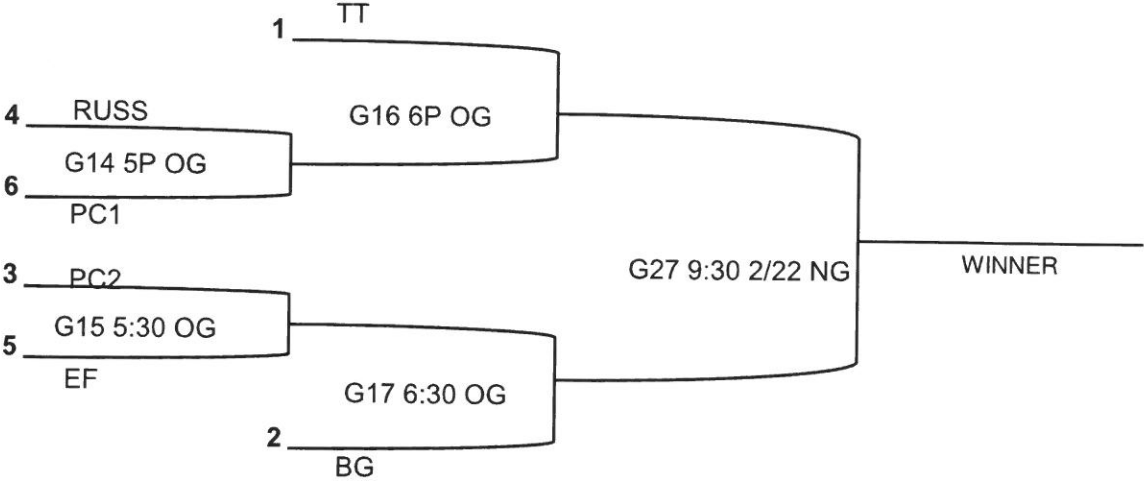 TT
1
RUSS
4
G16 6P OG
G14 5P OG
6
PC1
3
PC2
G27 9:30 2/22 NG
WINNER
G15 5:30 OG
5
EF
G17 6:30 OG
2
BG